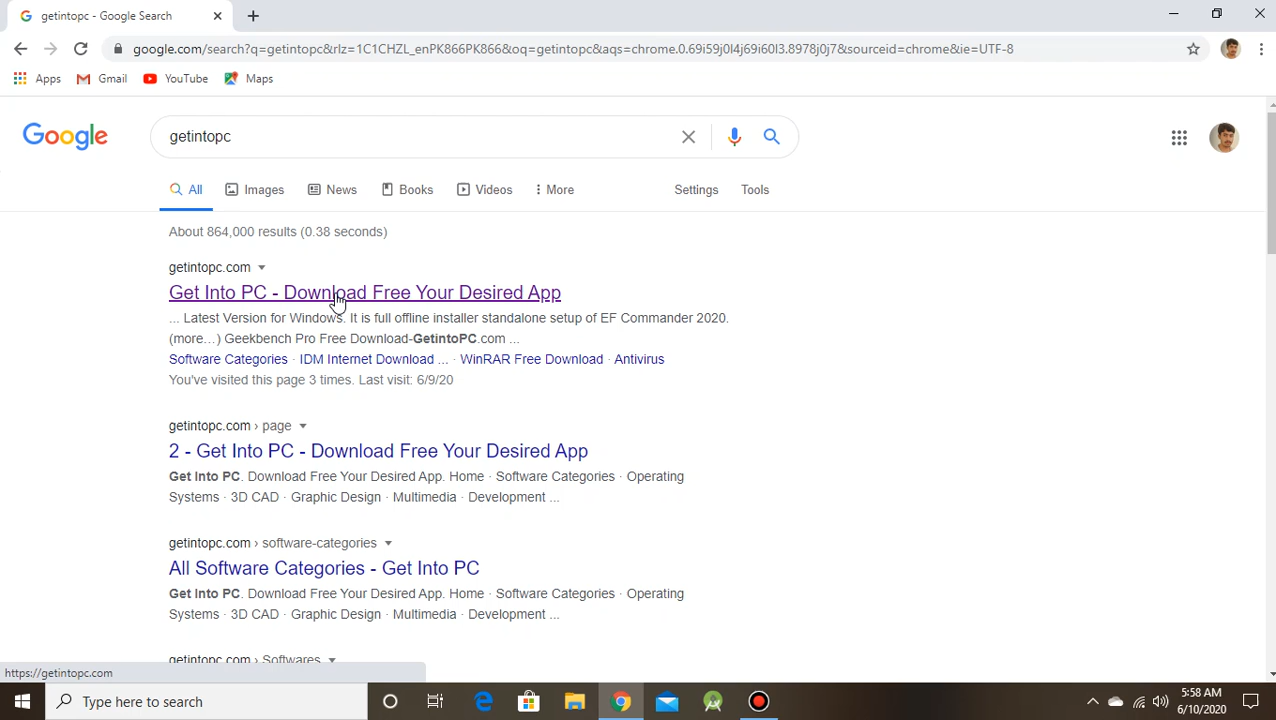 getintopc - Google Search
google.com/search?q=getintopc&rlz=1C1CHZL_enPK866PK866&oq=getintopc&aqs=chrome.0.69i59j0l4j69i60l3.8978j0j7&sourceid=chrome&ie=UTF-8
Apps Gmail YouTube Maps
Google getintopc
All Images News Books Videos More Settings Tools
About 864,000 results (0.38 seconds)
getintopc.com
Get Into PC - Download Free Your Desired App
... Latest Version for Windows. It is full offline installer standalone setup of EF Commander 2020.
(more...) Geekbench Pro Free Download-GetintoPC.com ...
Software Categories · IDM Internet Download ... · WinRAR Free Download · Antivirus
You've visited this page 3 times. Last visit: 6/9/20
getintopc.com › page
2 - Get Into PC - Download Free Your Desired App
Get Into PC. Download Free Your Desired App. Home · Software Categories · Operating
Systems · 3D CAD · Graphic Design · Multimedia · Development ...
getintopc.com › software-categories
All Software Categories - Get Into PC
Get Into PC. Download Free Your Desired App. Home · Software Categories · Operating
Systems · 3D CAD · Graphic Design · Multimedia · Development ...
getintopc.com › Softwares
https://getintopc.com
Type here to search
5:58 AM
6/10/2020